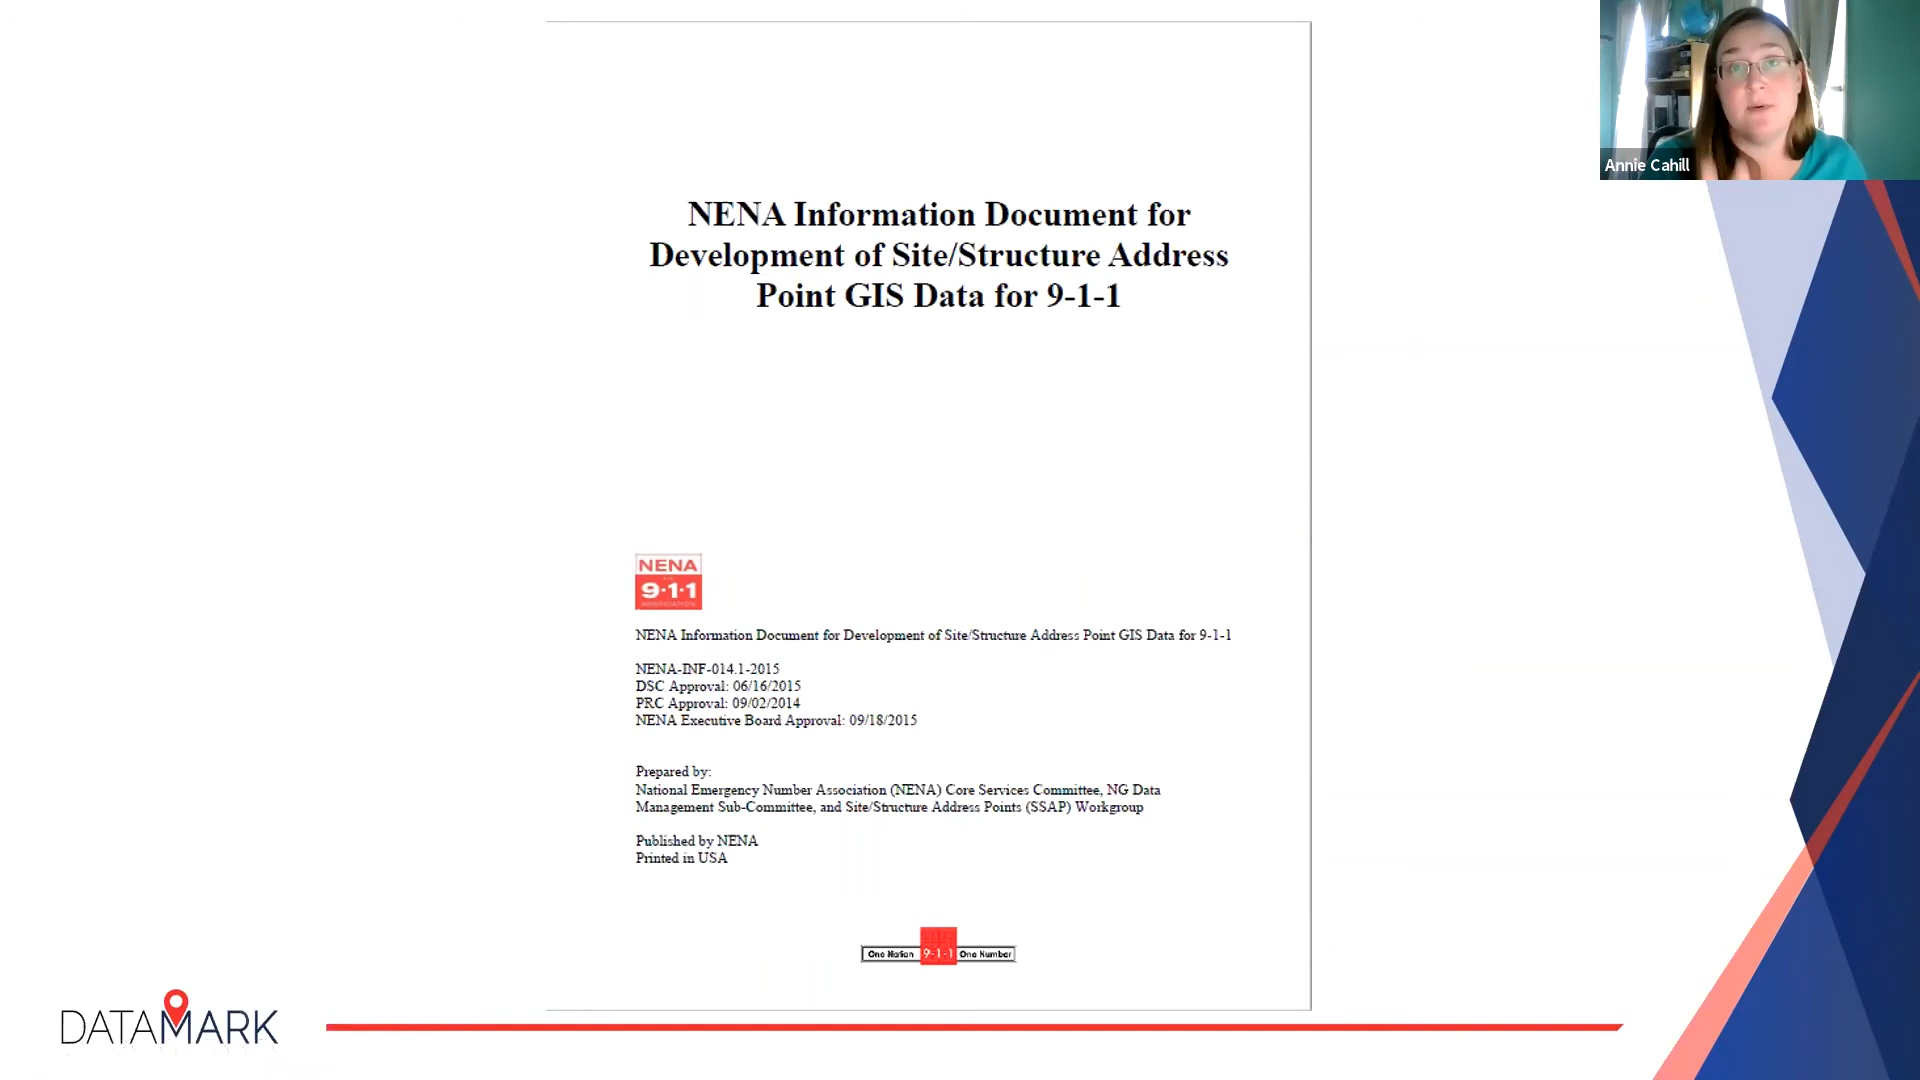 Annie Cahill
NENA Information Document for
Development of Site/Structure Address
Point GIS Data for 9-1-1
NENA
9·1·1
NENA Information Document for Development of Site/Structure Address Point GIS Data for 9-1-1
NENA-INF-014.1-2015
DSC Approval: 06/16/2015
PRC Approval: 09/02/2014
NENA Executive Board Approval: 09/18/2015
Prepared by:
National Emergency Number Association (NENA) Core Services Committee, NG Data
Management Sub-Committee, and Site/Structure Address Points (SSAP) Workgroup
Published by NENA
Printed in USA
One Nation 9-1-1 One Number
DATAMARK